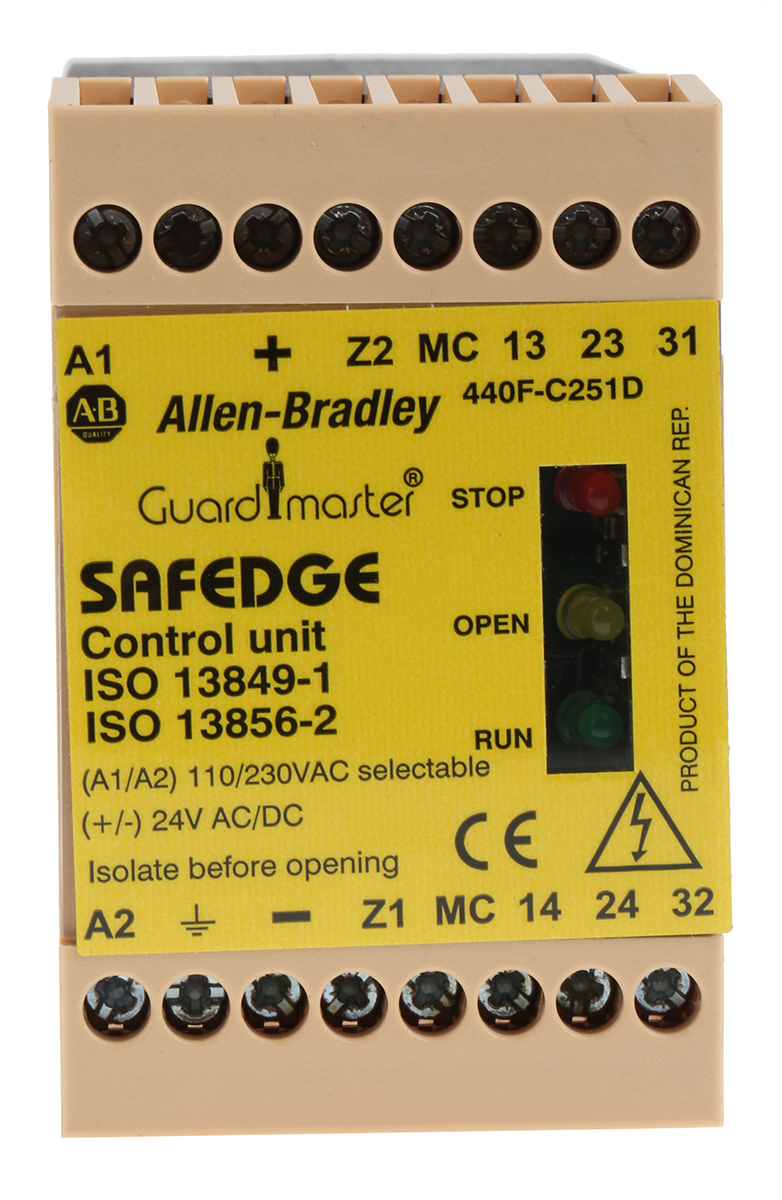 A1 + Z2 MC 13 23 31
A-B
QUALITY
Allen-Bradley 440F-C251D
Guardmaster®
STOP
SAFEDGE
Control unit
OPEN
ISO 13849-1
ISO 13856-2
RUN
(A1/A2) 110/230VAC selectable
(+/-) 24V AC/DC
CE
Isolate before opening
PRODUCT OF THE DOMINICAN REP.
A2 ⏚ − Z1 MC 14 24 32